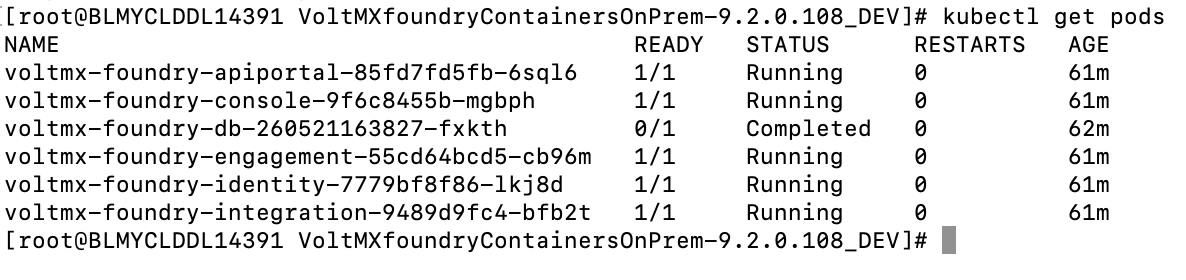 [root@BLMYCLDDL14391 VoltMXfoundryContainersOnPrem-9.2.0.108_DEV]# kubectl get pods
NAME READY STATUS RESTARTS AGE
voltmx-foundry-apiportal-85fd7fd5fb-6sql6 1/1 Running 0 61m
voltmx-foundry-console-9f6c8455b-mgbph 1/1 Running 0 61m
voltmx-foundry-db-260521163827-fxkth 0/1 Completed 0 62m
voltmx-foundry-engagement-55cd64bcd5-cb96m 1/1 Running 0 61m
voltmx-foundry-identity-7779bf8f86-lkj8d 1/1 Running 0 61m
voltmx-foundry-integration-9489d9fc4-bfb2t 1/1 Running 0 61m
[root@BLMYCLDDL14391 VoltMXfoundryContainersOnPrem-9.2.0.108_DEV]#